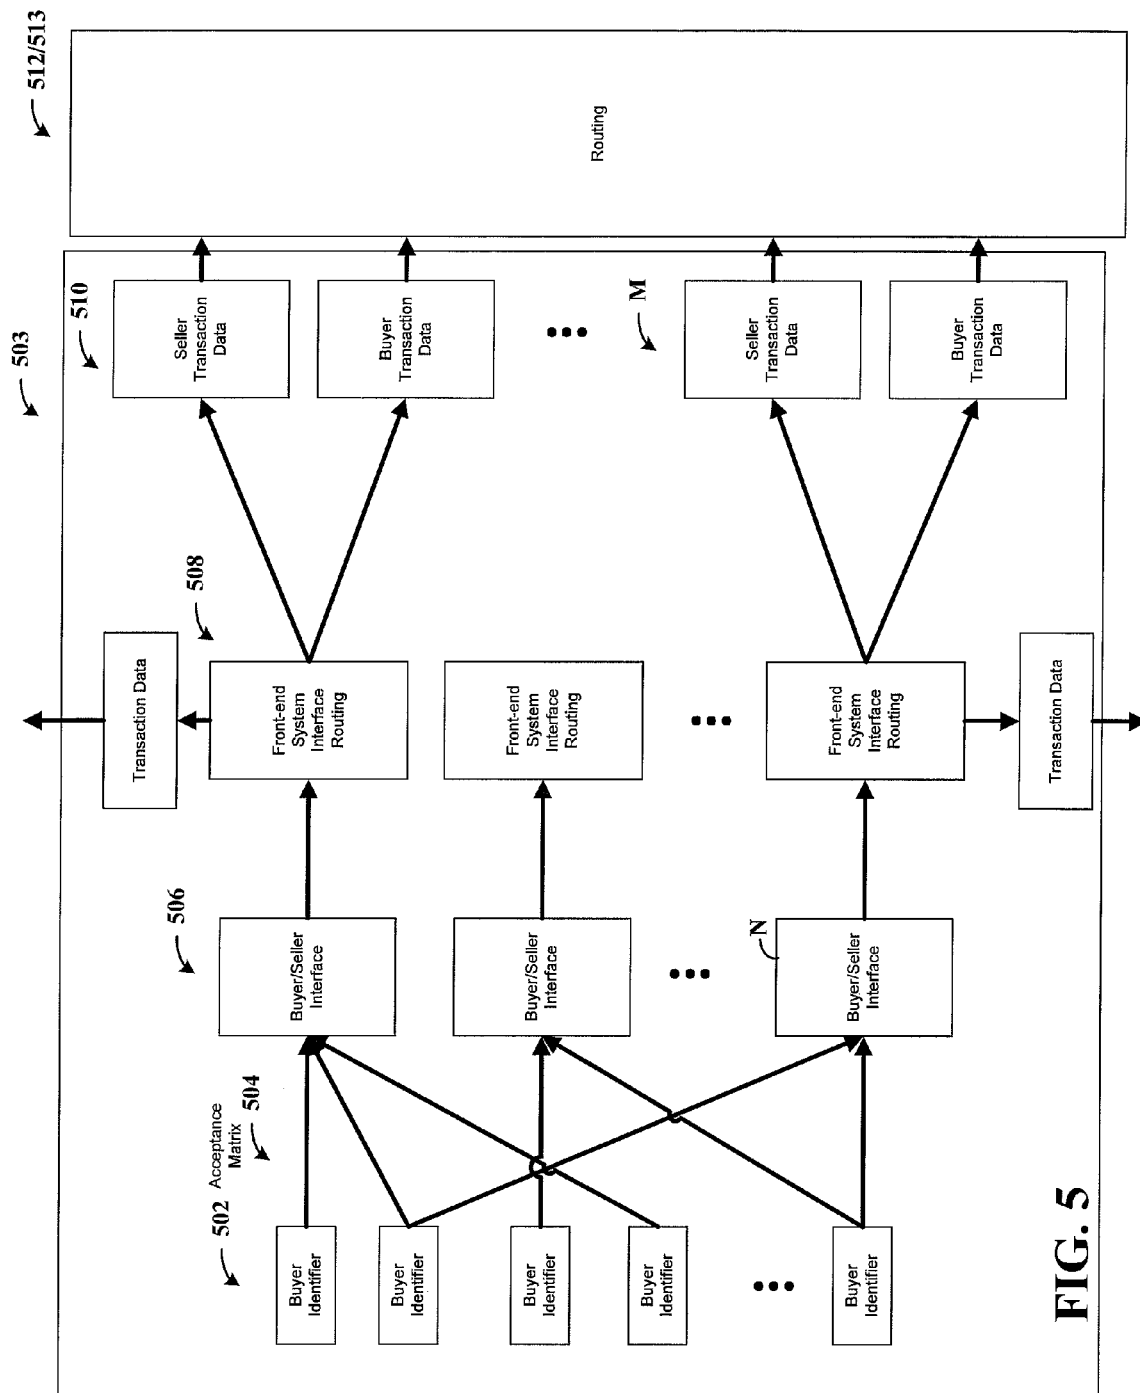 512/513
Routing
503
510
Seller
Transaction
Data
Buyer
Transaction
Data
M
Seller
Transaction
Data
Buyer
Transaction
Data
508
Transaction Data
Front-end
System
Interface
Routing
Front-end
System
Interface
Routing
Front-end
System
Interface
Routing
Transaction Data
506
Buyer/Seller
Interface
Buyer/Seller
Interface
N
Buyer/Seller
Interface
Acceptance
Matrix
504
502
Buyer
Identifier
Buyer
Identifier
Buyer
Identifier
Buyer
Identifier
Buyer
Identifier
FIG. 5